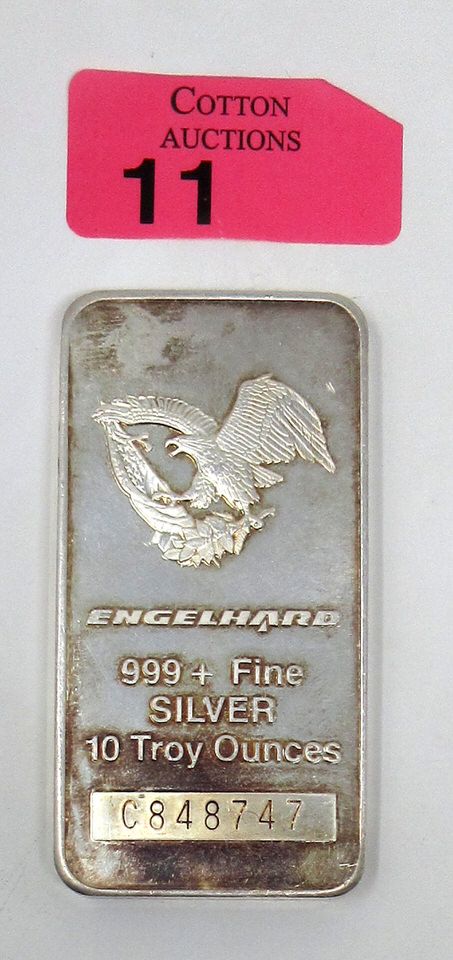 COTTON
AUCTIONS
11
ENGELHARD
999+ Fine
SILVER
10 Troy Ounces
C848747